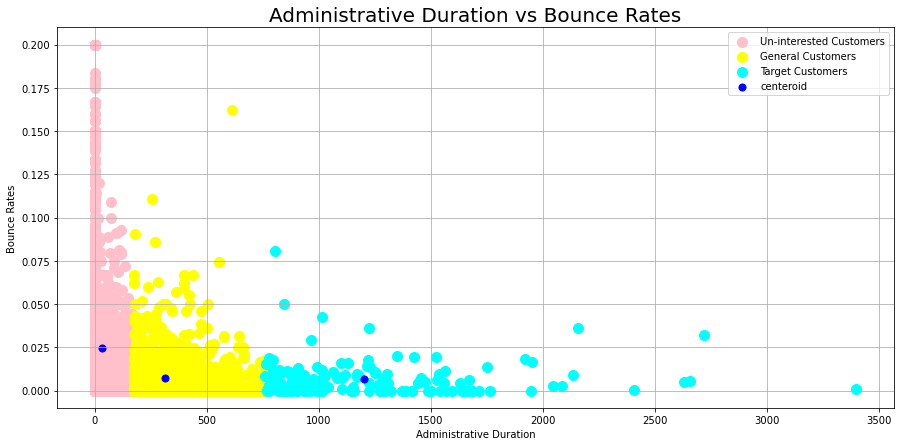 Administrative Duration vs Bounce Rates
Un-interested Customers
General Customers
Target Customers
centeroid
0.200
0.175
0.150
0.125
0.100
0.075
0.050
0.025
0.000
Bounce Rates
0 500 1000 1500 2000 2500 3000 3500
Administrative Duration